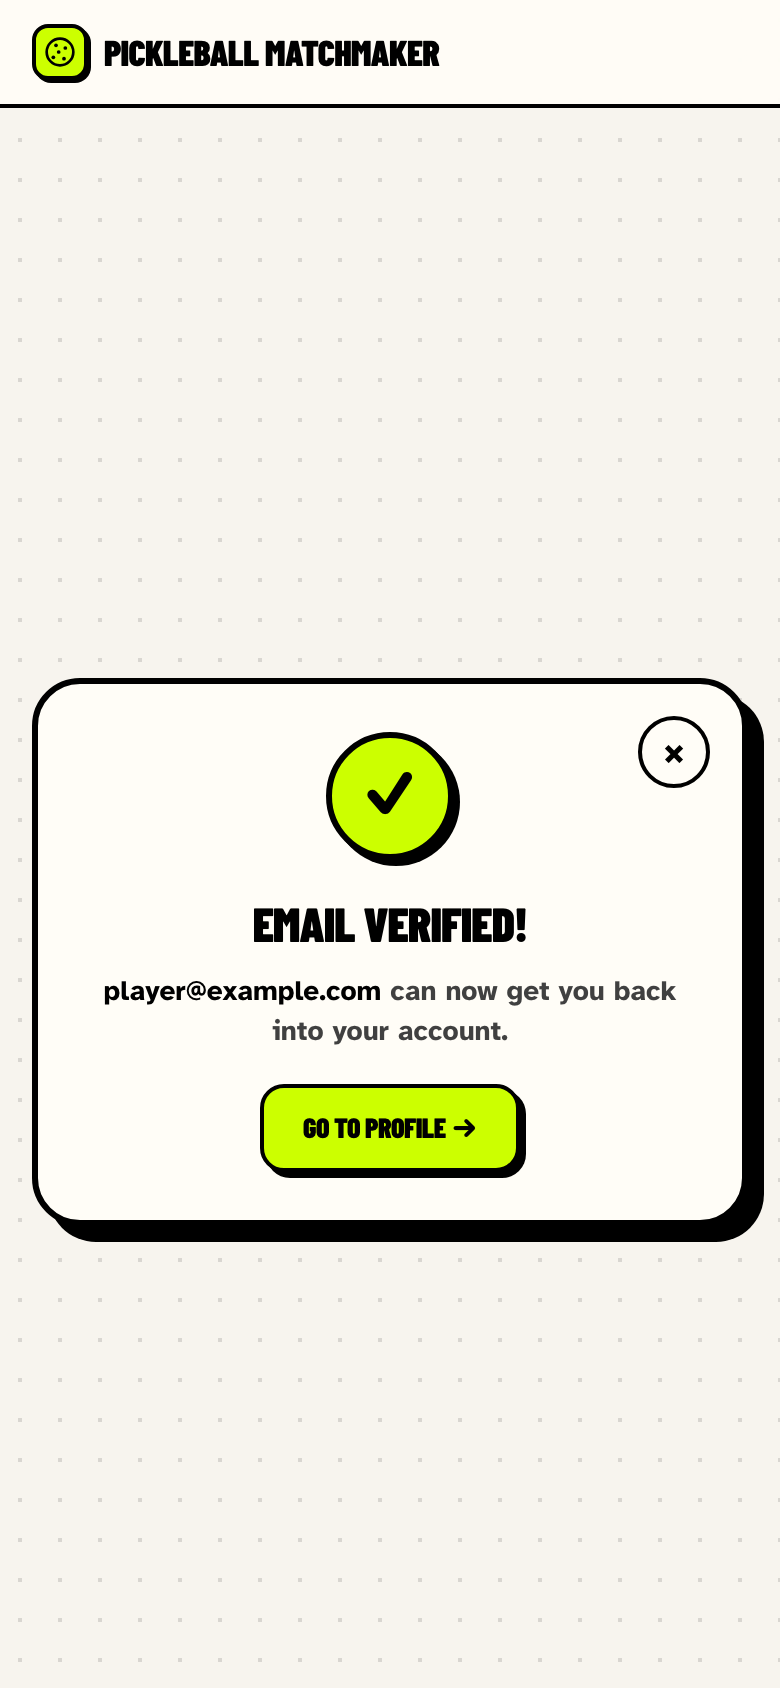 PICKLEBALL MATCHMAKER
EMAIL VERIFIED!
player@example.com can now get you back
into your account.
GO TO PROFILE →